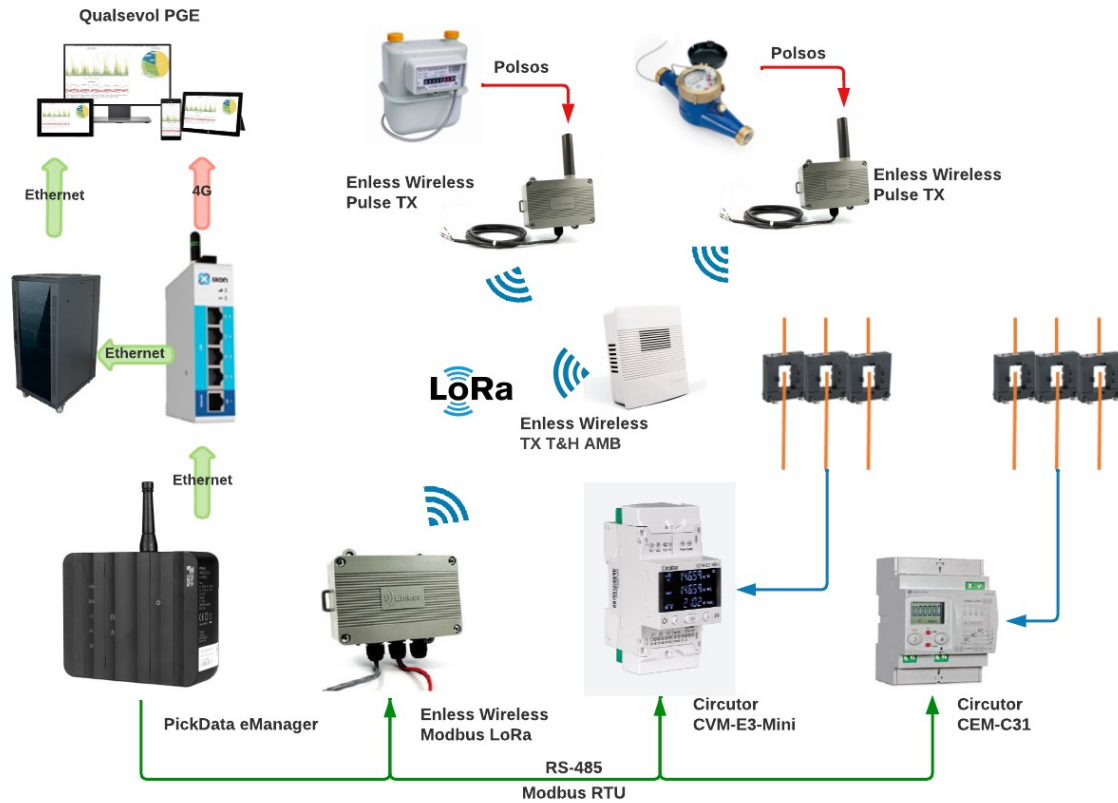 Qualsevol PGE
Polsos
Polsos
Enless Wireless
Pulse TX
Enless Wireless
Pulse TX
Ethernet
4G
ixon
Ethernet
LoRa
Enless Wireless
TX T&H AMB
Ethernet
Enless
PickData eManager
Enless Wireless
Modbus LoRa
Circutor
CVM-E3-Mini
Circutor
CEM-C31
RS-485
Modbus RTU